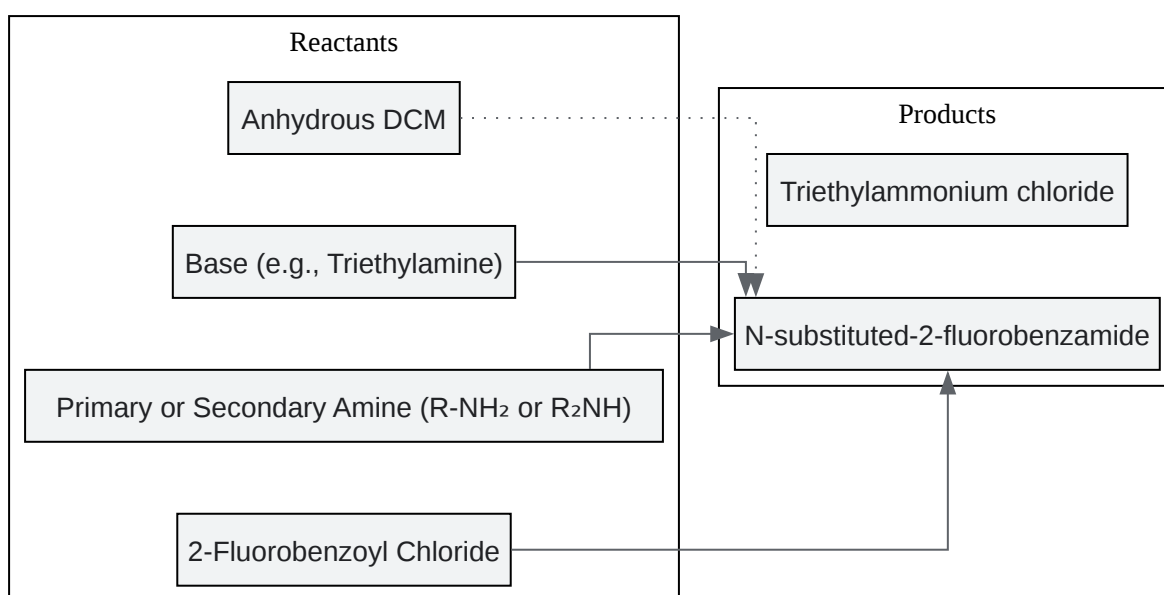 Reactants
Anhydrous DCM
Base (e.g., Triethylamine)
Primary or Secondary Amine (R-NH₂ or R₂NH)
2-Fluorobenzoyl Chloride
Products
Triethylammonium chloride
N-substituted-2-fluorobenzamide